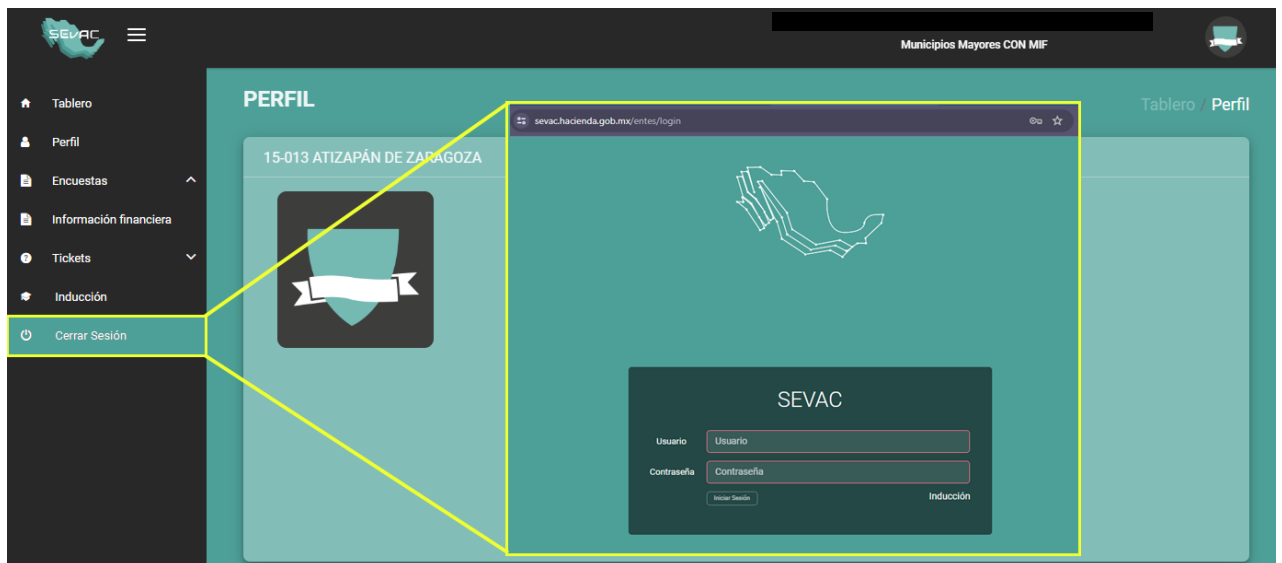 SEVAC
Municipios Mayores CON MIF
Tablero
Perfil
Encuestas
Información financiera
Tickets
Inducción
Cerrar Sesión
PERFIL
Tablero / Perfil
15-013 ATIZAPÁN DE ZARAGOZA
sevac.hacienda.gob.mx/entes/login
SEVAC
Usuario Usuario
Contraseña Contraseña
Iniciar Sesión Inducción